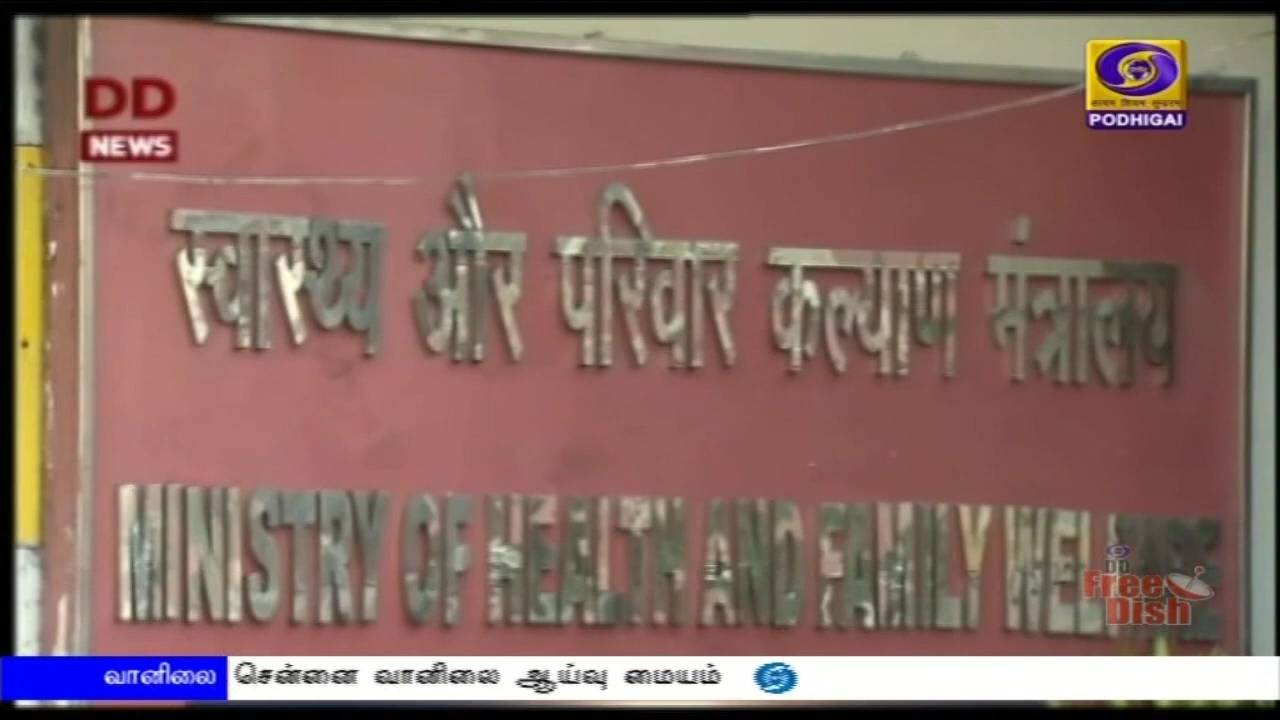 DD
NEWS
PODHIGAI
स्वास्थ्य और परिवार कल्याण मंत्रालय
MINISTRY OF HEALTH AND FAMILY WELFARE
DD
Free
Dish
வானிலை சென்னை வானிலை ஆய்வு மையம்